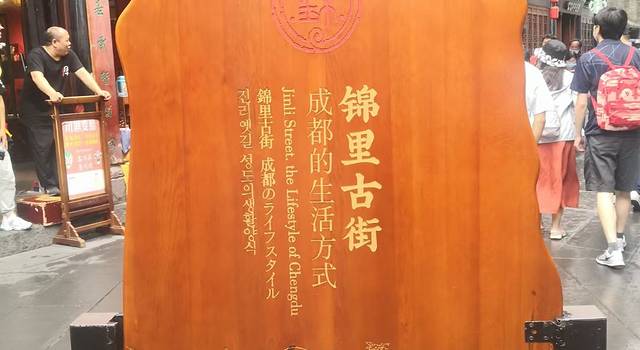 锦里古街
成都的生活方式
Jinli Street. the Lifestyle of Chengdu
錦里古街 成都のライフスタイル
진리옛길 성도의생활양식